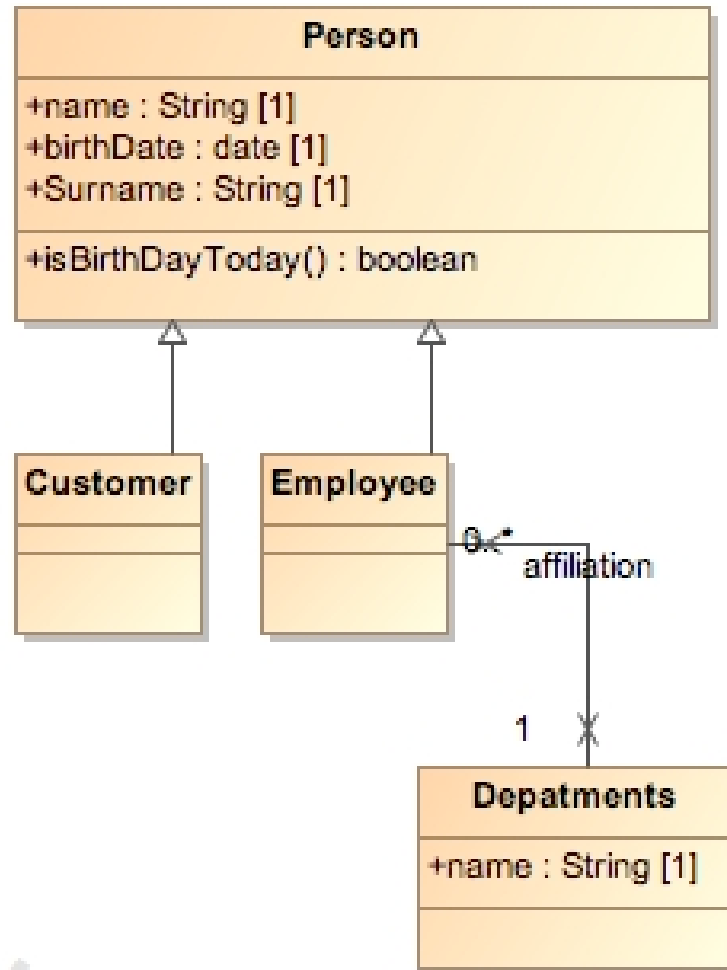 Person
+name : String [1]
+birthDate : date [1]
+Surname : String [1]
+isBirthDayToday() : boolean
Customer
Employee
0..*
affiliation
1
Depatments
+name : String [1]